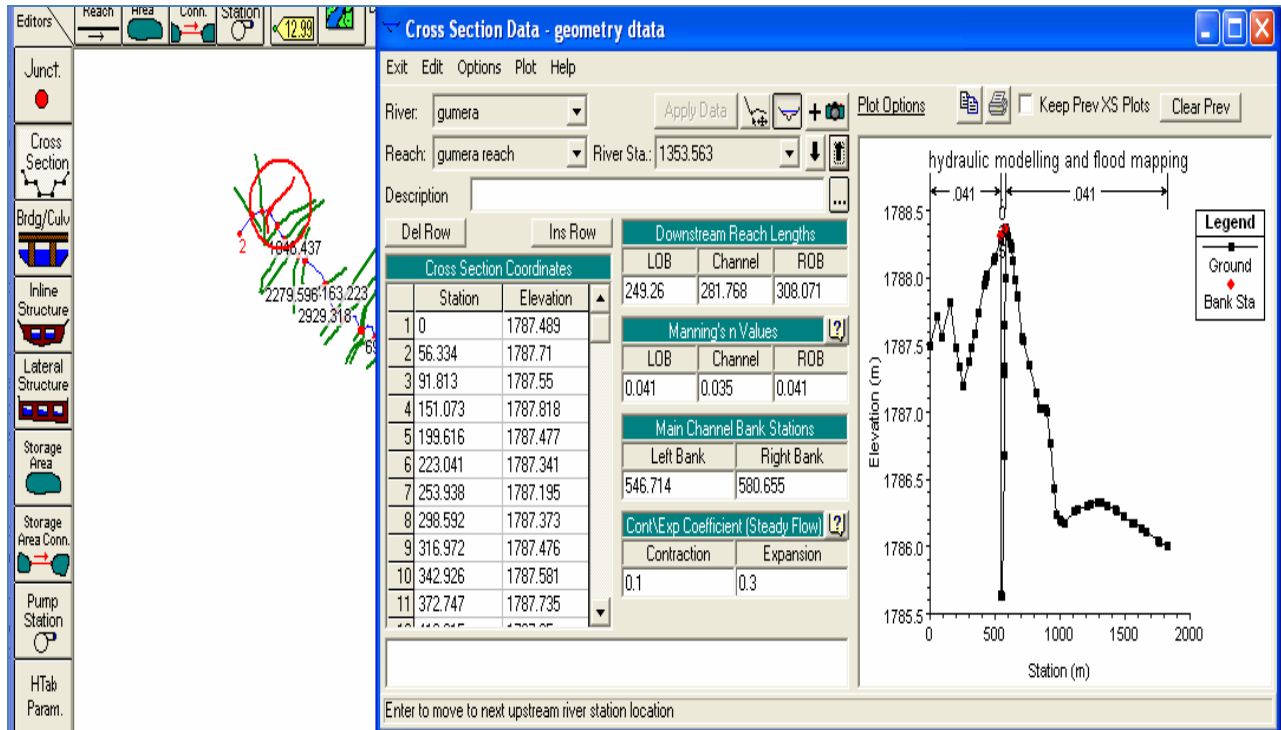 Editors
Reach
Area
Conn.
Station
12.99
Junct.
Cross
Section
Brdg/Culv
Inline
Structure
Lateral
Structure
Storage
Area
Storage
Area Conn.
Pump
Station
HTab
Param.
2
2929.318
Cross Section Data - geometry dtata
Exit Edit Options Plot Help
River: gumera
Apply Data
Reach: gumera reach
River Sta.: 1353.563
Description
...
Del Row
Ins Row
Cross Section Coordinates
Station Elevation
1 0 1787.489
2 56.334 1787.71
3 91.813 1787.55
4 151.073 1787.818
5 199.616 1787.477
6 223.041 1787.341
7 253.938 1787.195
8 298.592 1787.373
9 316.972 1787.476
10 342.926 1787.581
11 372.747 1787.735
Downstream Reach Lengths
LOB Channel ROB
249.26 281.768 308.071
Manning's n Values
LOB Channel ROB
0.041 0.035 0.041
Main Channel Bank Stations
Left Bank Right Bank
546.714 580.655
Cont\Exp Coefficient (Steady Flow)
Contraction Expansion
0.1 0.3
Enter to move to next upstream river station location
Plot Options
Keep Prev XS Plots
Clear Prev
hydraulic modelling and flood mapping
.041 .041
1788.5
1788.0
1787.5
1787.0
1786.5
1786.0
1785.5
Elevation (m)
0 500 1000 1500 2000
Station (m)
Legend
Ground
Bank Sta